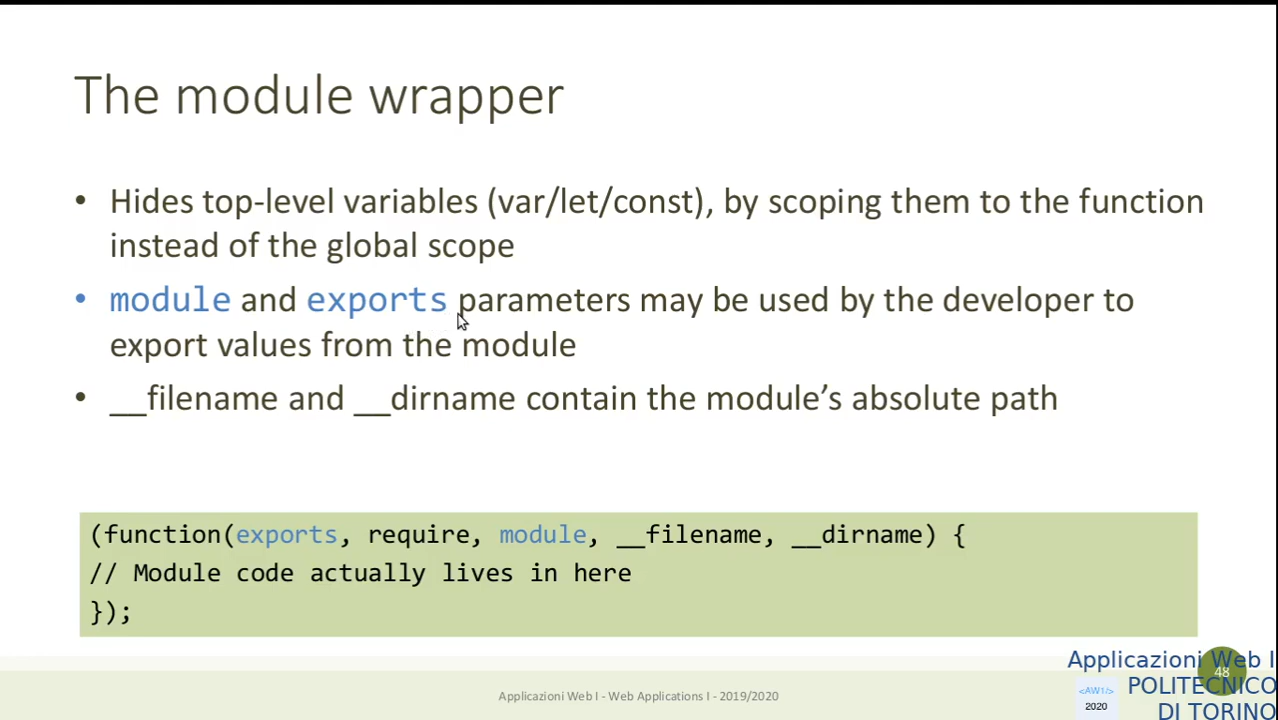 The module wrapper
• Hides top-level variables (var/let/const), by scoping them to the function
instead of the global scope
• module and exports parameters may be used by the developer to
export values from the module
• __filename and __dirname contain the module’s absolute path
(function(exports, require, module, __filename, __dirname) {
// Module code actually lives in here
});
Applicazioni Web I - Web Applications I - 2019/2020
48
Applicazioni Web I
POLITECNICO
DI TORINO
<AW1/>
2020